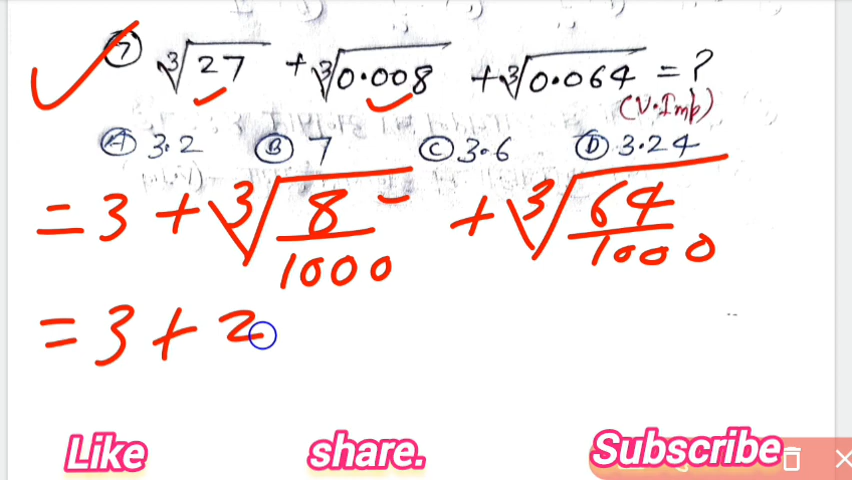 7 ∛27 + ∛0.008 + ∛0.064 = ?
(V.Imp)
A 3.2 B 7 C 3.6 D 3.24
= 3 + ∛8/1000 + ∛64/1000
= 3 + 2
Like share. Subscribe